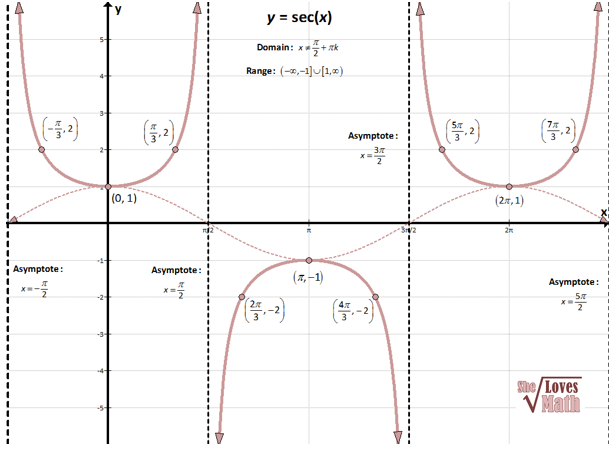 y
y = sec(x)
Domain: x ≠ π/2 + πk
Range: (−∞,−1]∪[1,∞)
5
4
3
2
1
(−π/3, 2)
(π/3, 2)
Asymptote:
x = 3π/2
(5π/3, 2)
(7π/3, 2)
(0, 1)
(2π, 1)
x
π/2
π
3π/2
2π
-1
-2
-3
-4
-5
Asymptote:
x = −π/2
Asymptote:
x = π/2
(π, −1)
(2π/3, −2)
(4π/3, −2)
Asymptote:
x = 5π/2
She Loves
Math